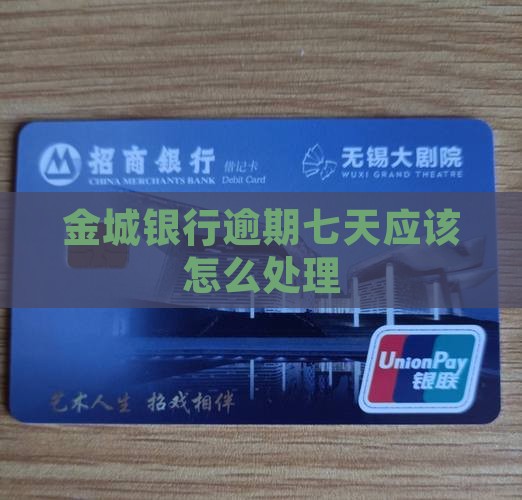 招商銀行 借记卡
CHINA MERCHANTS BANK Debit Card
无锡大剧院
WUXI GRAND THEATRE
金城银行逾期七天应该
怎么处理
UnionPay
银联
艺术人生 招戏相伴